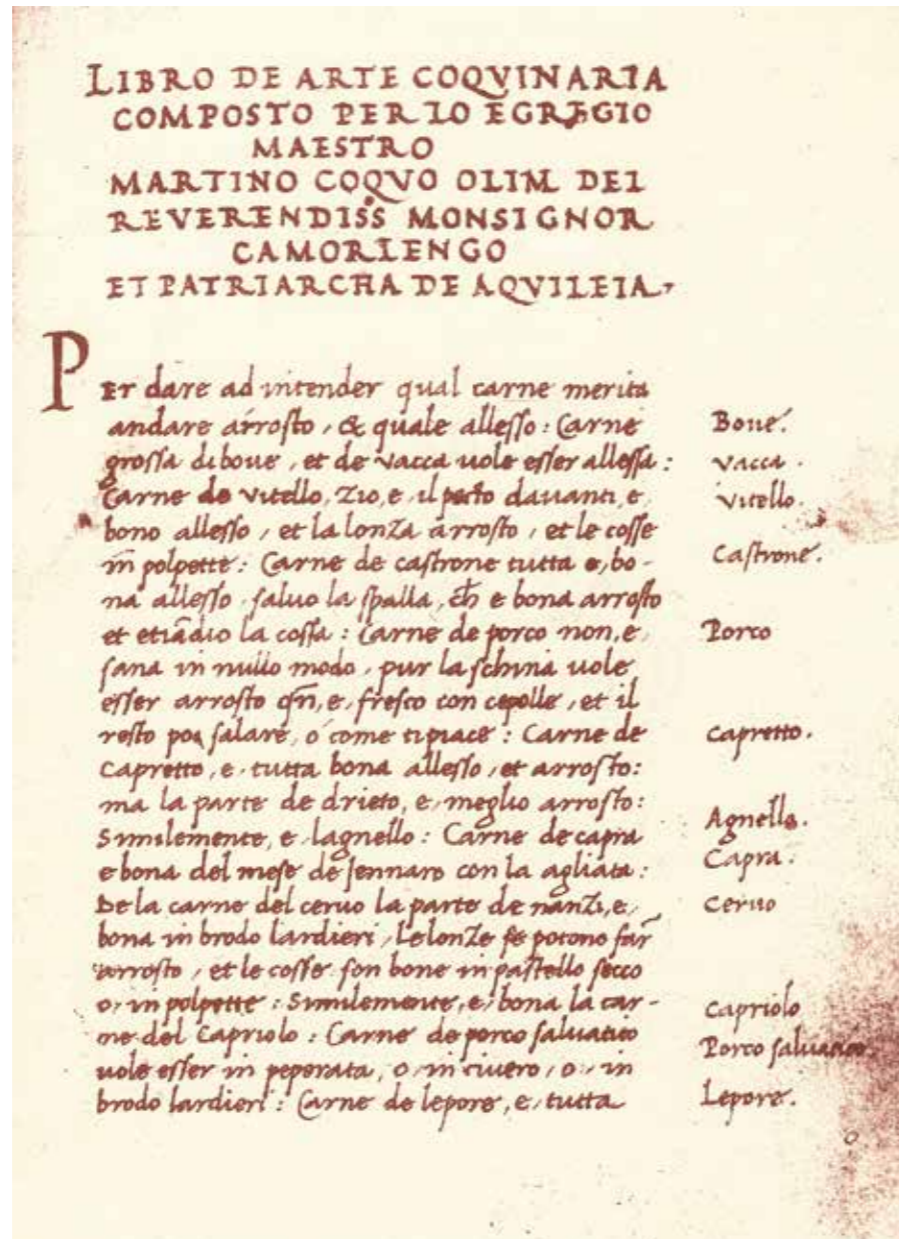 LIBRO DE ARTE COQVINARIA
COMPOSTO PER LO EGREGIO
MAESTRO
MARTINO COQVO OLIM DEL
REVERENDISS MONSIGNOR
CAMORLENGO
ET PATRIARCHA DE AQVILEIA
PER dare ad intender qual carne merita
andare arrosto, & quale allesso: Carne
grossa di boue, et de vacca uole esser allessa:
Carne de vitello, zio, e, il petto dauanti, e,
bono allesso, et la lonza arrosto, et le cosse
in polpette: Carne de castrone tutta e, bo-
na allesso, saluo la spalla, ch̄ e bona arrosto
et etiādio la cossa: Carne de porco non, e,
sana in nullo modo, pur la schina uole
esser arrosto qn̄, e, fresco con cepolle, et il
resto poi salare, o come ti piace: Carne de
Capretto, e, tutta bona allesso, et arrosto:
ma la parte de drieto, e, meglio arrosto:
Similemente, e, lagnello: Carne de capra
e bona del mese de Jennaro con la agliata:
De la carne del ceruo la parte de nanzi, e,
bona in brodo lardieri, le lonze se potono far
arrosto, et le cosse son bone in pastello secco
o, in polpette: Similemente, e, bona la car-
ne del Capriolo: Carne de porco saluatico
uole esser in peperata, o, in ciuero, o, in
brodo lardieri: Carne de lepore, e, tutta
Boue.
vacca.
vitello.
Castrone.
Porco
Capretto.
Agnello.
Capra.
Ceruo
Capriolo
Porco saluatico.
Lepore.